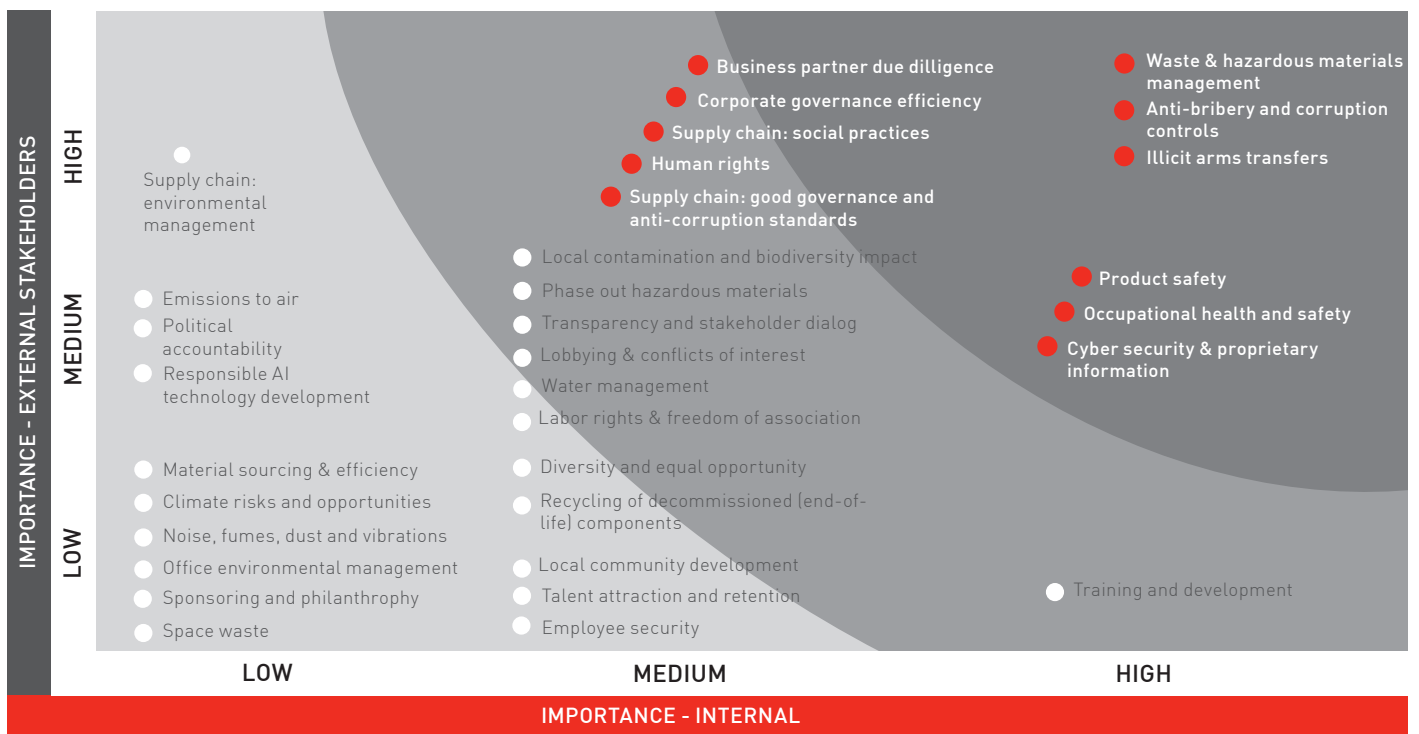 IMPORTANCE - EXTERNAL STAKEHOLDERS
HIGH
MEDIUM
LOW
Business partner due dilligence
Corporate governance efficiency
Supply chain: social practices
Human rights
Supply chain: good governance and
anti-corruption standards
Waste & hazardous materials
management
Anti-bribery and corruption
controls
Illicit arms transfers
Supply chain:
environmental
management
Emissions to air
Political
accountability
Responsible AI
technology development
Local contamination and biodiversity impact
Phase out hazardous materials
Transparency and stakeholder dialog
Lobbying & conflicts of interest
Water management
Labor rights & freedom of association
Product safety
Occupational health and safety
Cyber security & proprietary
information
Material sourcing & efficiency
Climate risks and opportunities
Noise, fumes, dust and vibrations
Office environmental management
Sponsoring and philanthrophy
Space waste
Diversity and equal opportunity
Recycling of decommissioned (end-of-
life) components
Local community development
Talent attraction and retention
Employee security
Training and development
LOW
MEDIUM
HIGH
IMPORTANCE - INTERNAL